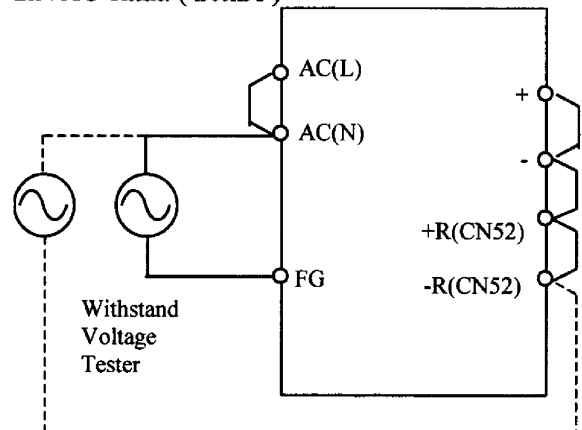 AC(L)
+
AC(N)
-
+R(CN52)
FG
-R(CN52)
Withstand
Voltage
Tester